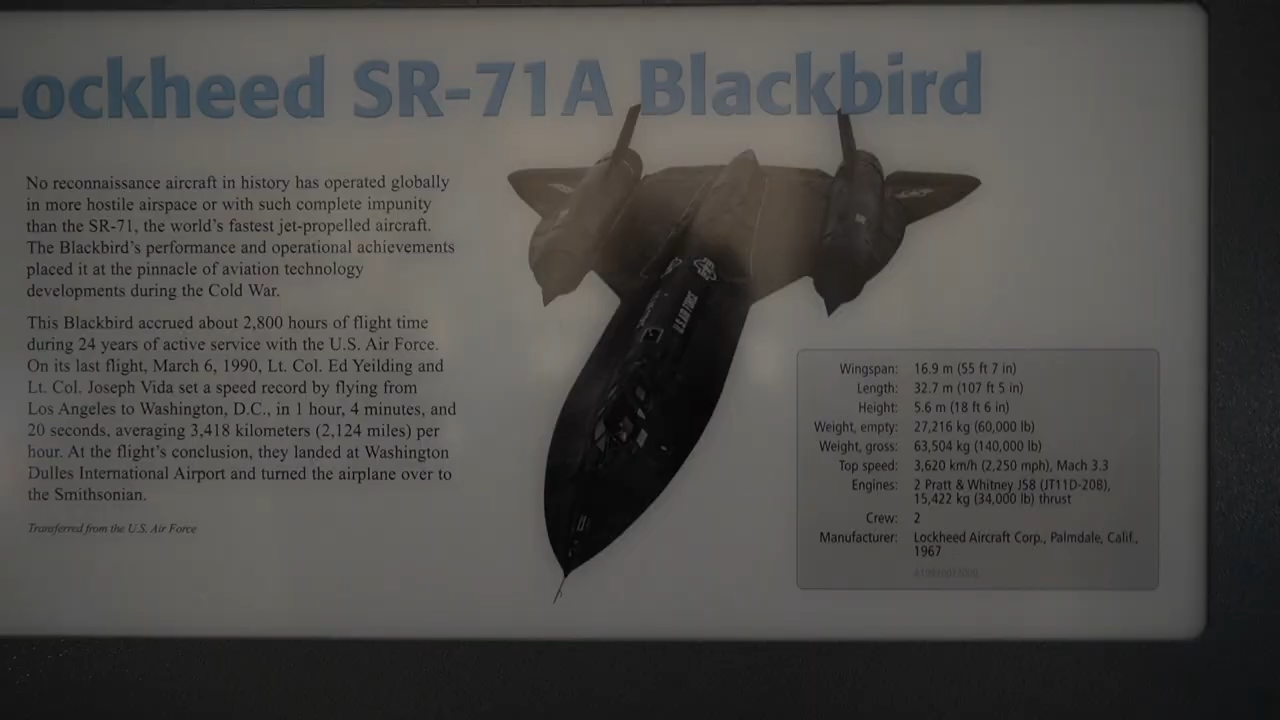 Lockheed SR-71A Blackbird
No reconnaissance aircraft in history has operated globally
in more hostile airspace or with such complete impunity
than the SR-71, the world's fastest jet-propelled aircraft.
The Blackbird's performance and operational achievements
placed it at the pinnacle of aviation technology
developments during the Cold War.
This Blackbird accrued about 2,800 hours of flight time
during 24 years of active service with the U.S. Air Force.
On its last flight, March 6, 1990, Lt. Col. Ed Yeilding and
Lt. Col. Joseph Vida set a speed record by flying from
Los Angeles to Washington, D.C., in 1 hour, 4 minutes, and
20 seconds, averaging 3,418 kilometers (2,124 miles) per
hour. At the flight's conclusion, they landed at Washington
Dulles International Airport and turned the airplane over to
the Smithsonian.
Transferred from the U.S. Air Force
U.S. AIR FORCE
Wingspan: 16.9 m (55 ft 7 in)
Length: 32.7 m (107 ft 5 in)
Height: 5.6 m (18 ft 6 in)
Weight, empty: 27,216 kg (60,000 lb)
Weight, gross: 63,504 kg (140,000 lb)
Top speed: 3,620 km/h (2,250 mph), Mach 3.3
Engines: 2 Pratt & Whitney J58 (JT11D-20B),
15,422 kg (34,000 lb) thrust
Crew: 2
Manufacturer: Lockheed Aircraft Corp., Palmdale, Calif.,
1967